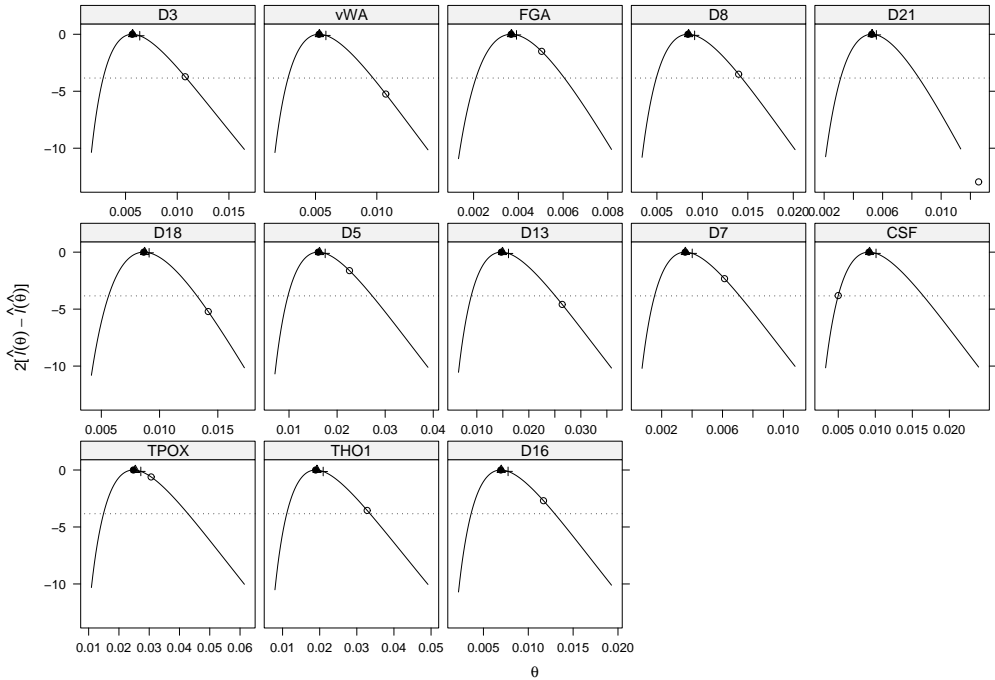 D3 vWA FGA D8 D21
0
−5
−10
0.005 0.010 0.015 0.005 0.010 0.002 0.004 0.006 0.008 0.005 0.010 0.015 0.020 0.002 0.006 0.010
D18 D5 D13 D7 CSF
0
−5
−10
0.005 0.010 0.015 0.01 0.02 0.03 0.04 0.010 0.020 0.030 0.002 0.006 0.010 0.005 0.010 0.020
2[l̂(θ) − l̂(θ̂)]
TPOX THO1 D16
0
−5
−10
0.01 0.02 0.03 0.04 0.05 0.06 0.01 0.02 0.03 0.04 0.05 0.005 0.010 0.015 0.020
θ